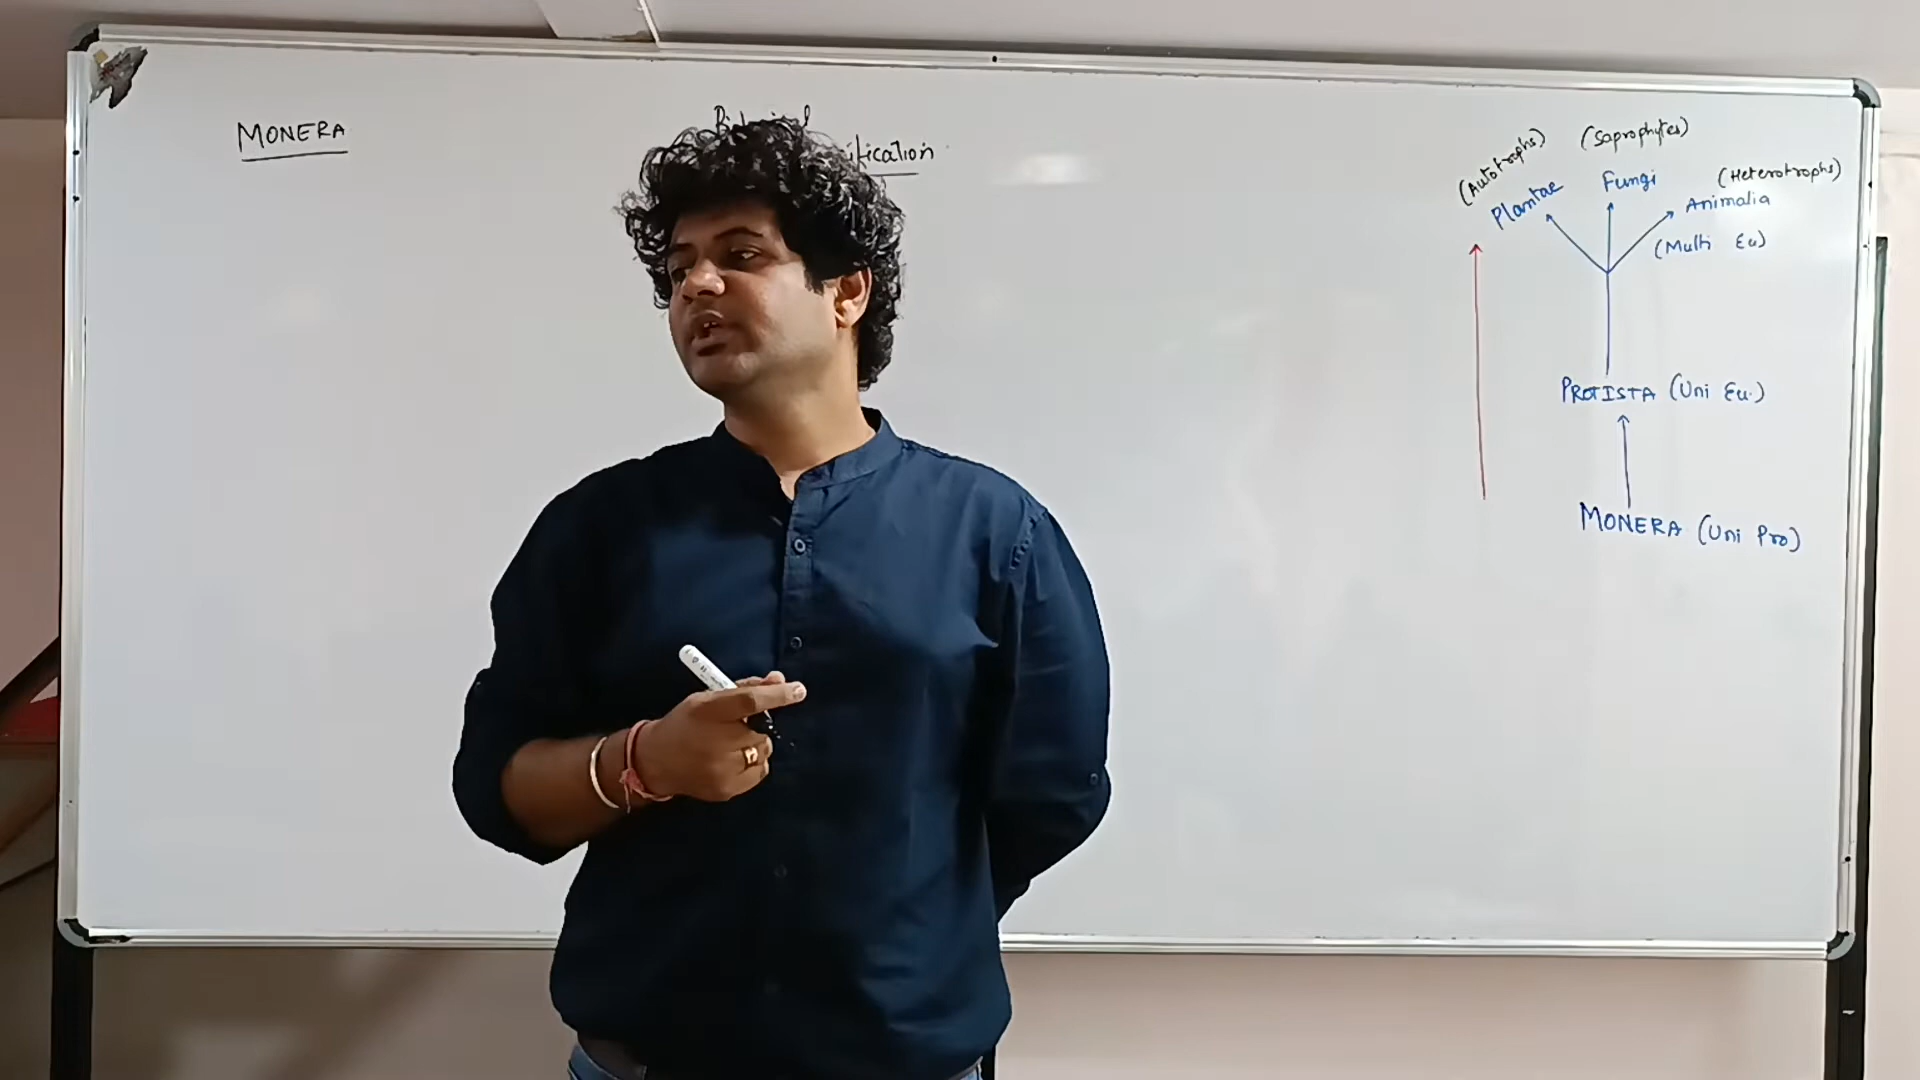 MONERA
(Autotrophs)
(Saprophytes)
Plantae
Fungi
(Heterotrophs)
Animalia
(Multi Eu)
PROTISTA (Uni Eu.)
MONERA (Uni Pro)